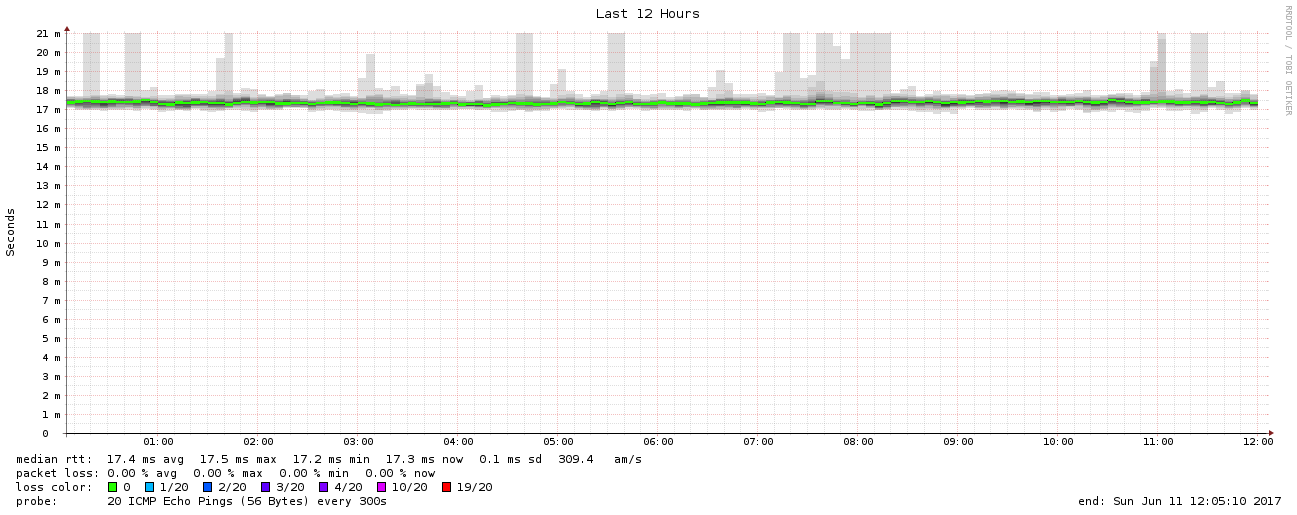 Last 12 Hours
RRDTOOL / TOBI OETIKER
Seconds
21 m
20 m
19 m
18 m
17 m
16 m
15 m
14 m
13 m
12 m
11 m
10 m
9 m
8 m
7 m
6 m
5 m
4 m
3 m
2 m
1 m
0
01:00 02:00 03:00 04:00 05:00 06:00 07:00 08:00 09:00 10:00 11:00 12:00
median rtt: 17.4 ms avg 17.5 ms max 17.2 ms min 17.3 ms now 0.1 ms sd 309.4 am/s
packet loss: 0.00 % avg 0.00 % max 0.00 % min 0.00 % now
loss color: 0 1/20 2/20 3/20 4/20 10/20 19/20
probe: 20 ICMP Echo Pings (56 Bytes) every 300s end: Sun Jun 11 12:05:10 2017